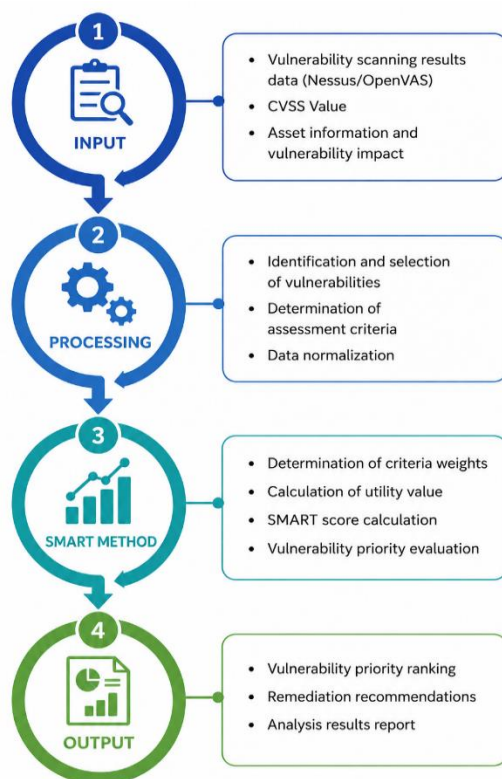 1
INPUT
• Vulnerability scanning results
data (Nessus/OpenVAS)
• CVSS Value
• Asset information and
vulnerability impact
2
PROCESSING
• Identification and selection
of vulnerabilities
• Determination of
assessment criteria
• Data normalization
3
SMART METHOD
• Determination of criteria weights
• Calculation of utility value
• SMART score calculation
• Vulnerability priority evaluation
4
OUTPUT
• Vulnerability priority ranking
• Remediation recommendations
• Analysis results report